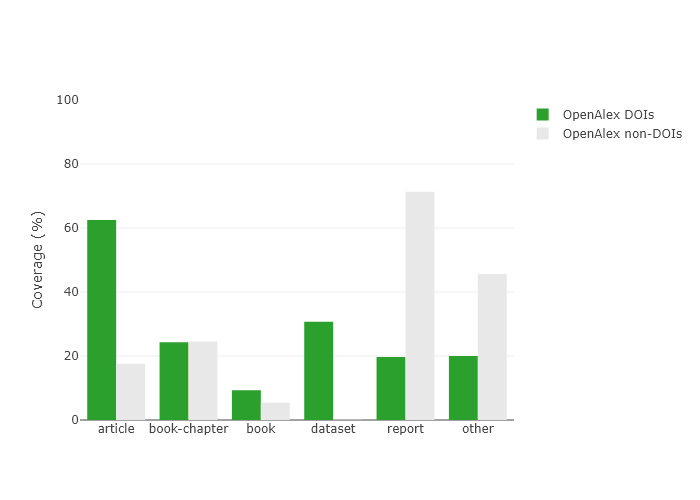 100
80
60
40
20
0
Coverage (%)
article book-chapter book dataset report other
OpenAlex DOIs
OpenAlex non-DOIs